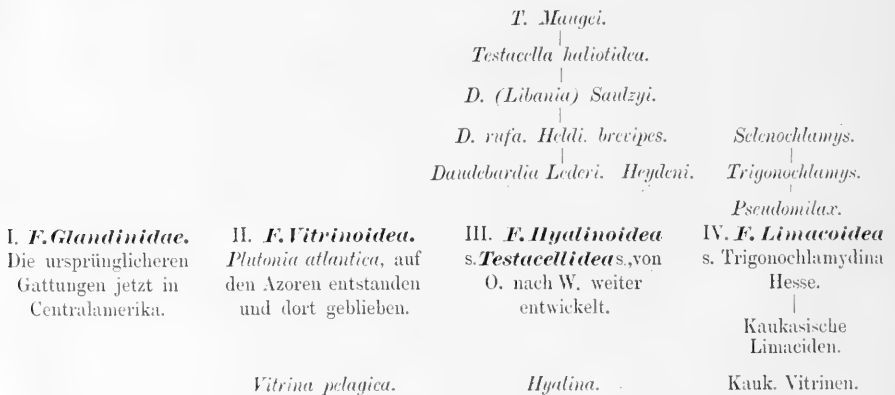 T. Maugei.
Testacella haliotidea.
D. (Libania) Saulzyi.
D. rufa. Heldi. brevipes.
Daudebardia Lederi. Heydeni.
Selenochlamys.
Trigonochlamys.
Pseudomilax.
I. F. Glandinidae.
Die ursprünglicheren
Gattungen jetzt in
Centralamerika.
II. F. Vitrinoidea.
Plutonia atlantica, auf
den Azoren entstanden
und dort geblieben.
III. F. Hyalinoidea
s. Testacellidea s., von
O. nach W. weiter
entwickelt.
IV. F. Limacoidea
s. Trigonochlamydina
Hesse.
Kaukasische
Limaciden.
Vitrina pelagica.
Hyalina.
Kauk. Vitrinen.